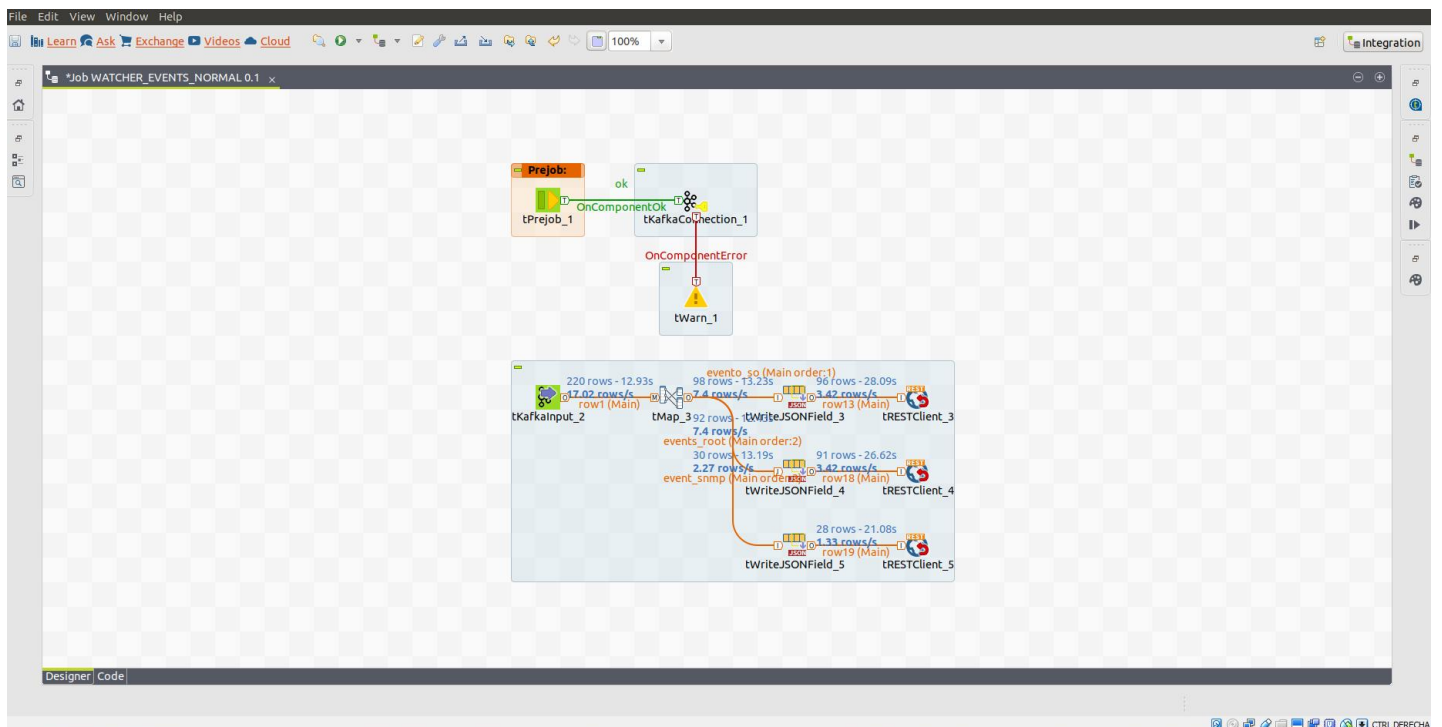 File Edit View Window Help
Learn Ask Exchange Videos Cloud 100% Integration
*Job WATCHER_EVENTS_NORMAL 0.1
Prejob:
ok
OnComponentOk
tPrejob_1
tKafkaConnection_1
OnComponentError
tWarn_1
evento_so (Main order:1)
220 rows - 12.93s
98 rows - 13.23s
96 rows - 28.09s
17.02 rows/s
7.4 rows/s
3.42 rows/s
row1 (Main)
row13 (Main)
tKafkaInput_2
tMap_3
tWriteJSONField_3
tRESTClient_3
92 rows -
7.4 rows/s
events_root (Main order:2)
30 rows - 13.19s
91 rows - 26.62s
2.27 rows/s
3.42 rows/s
event_snmp (Main
row18 (Main)
tWriteJSONField_4
tRESTClient_4
28 rows - 21.08s
1.33 rows/s
row19 (Main)
tWriteJSONField_5
tRESTClient_5
Designer Code
CTRL DERECHA